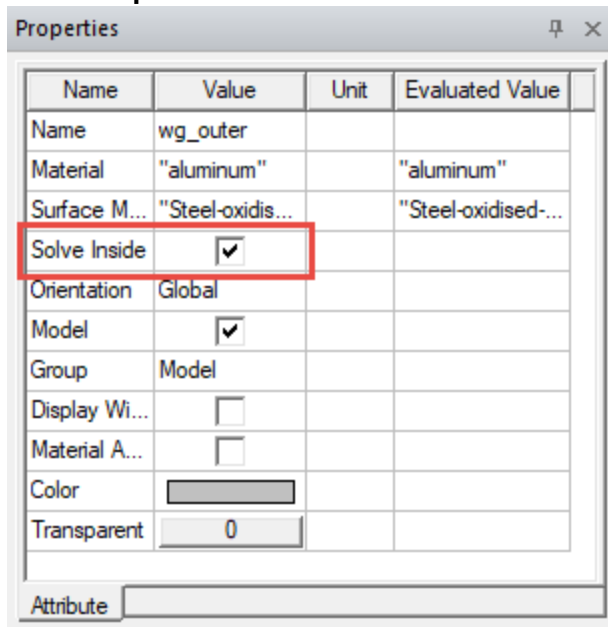 Properties
Name Value Unit Evaluated Value
Name wg_outer
Material "aluminum" "aluminum"
Surface M... "Steel-oxidis... "Steel-oxidised-...
Solve Inside
Orientation Global
Model
Group Model
Display Wi...
Material A...
Color
Transparent 0
Attribute